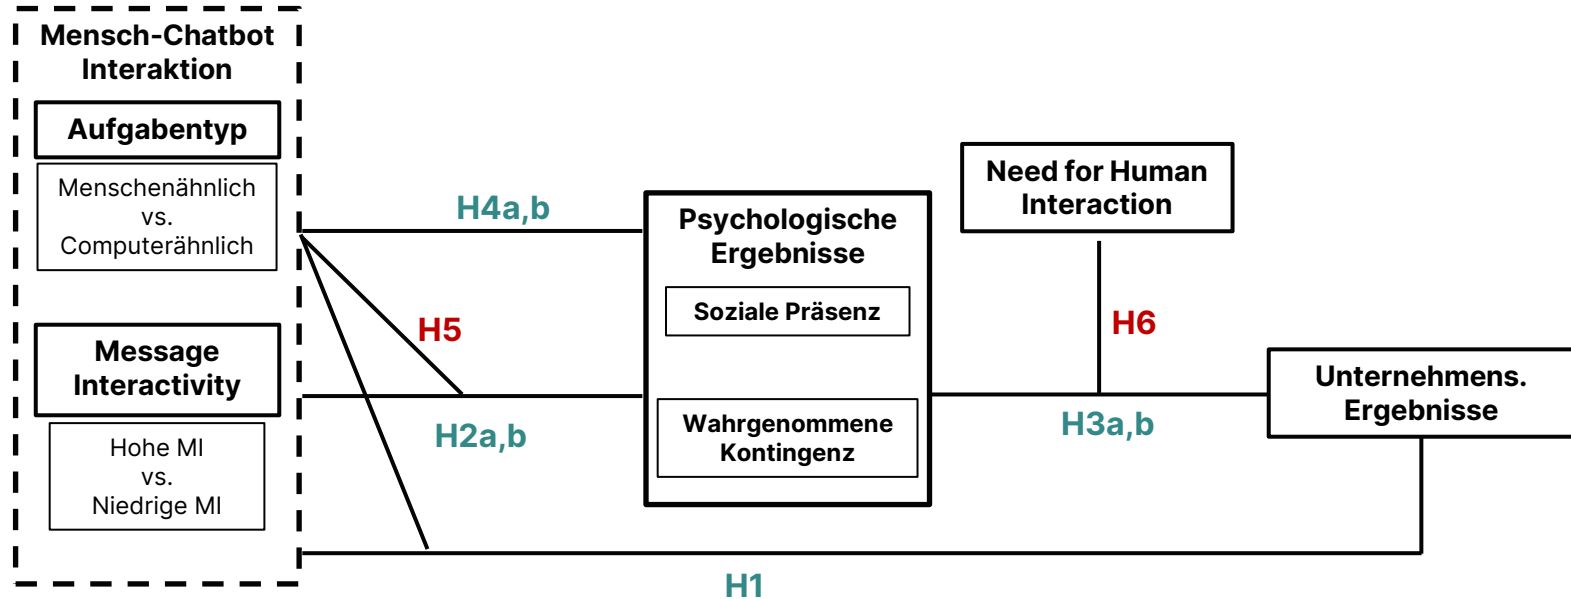 Mensch-Chatbot
Interaktion
Aufgabentyp
Menschenähnlich
vs.
Computerähnlich
Message
Interactivity
Hohe MI
vs.
Niedrige MI
H4a,b
H5
H2a,b
H1
Psychologische
Ergebnisse
Soziale Präsenz
Wahrgenommene
Kontingenz
Need for Human
Interaction
H6
H3a,b
Unternehmens.
Ergebnisse